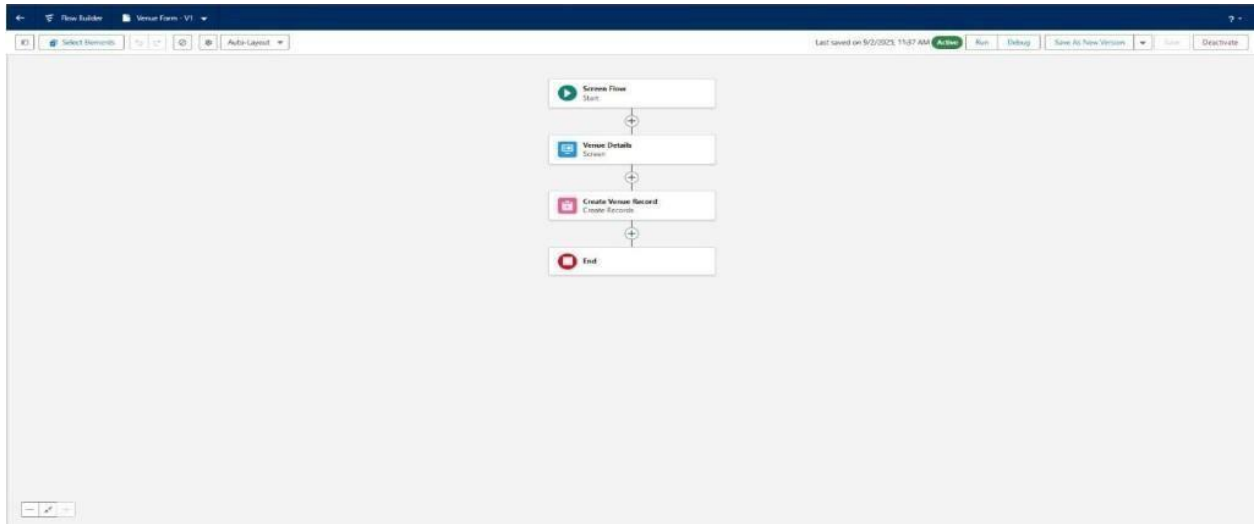 Flow Builder Venue Form - V1 ?
Select Elements Auto-Layout Last saved on 9/2/2023, 11:37 AM Active Run Debug Save As New Version Save Deactivate
Screen Flow
Start
Venue Details
Screen
Create Venue Record
Create Records
End